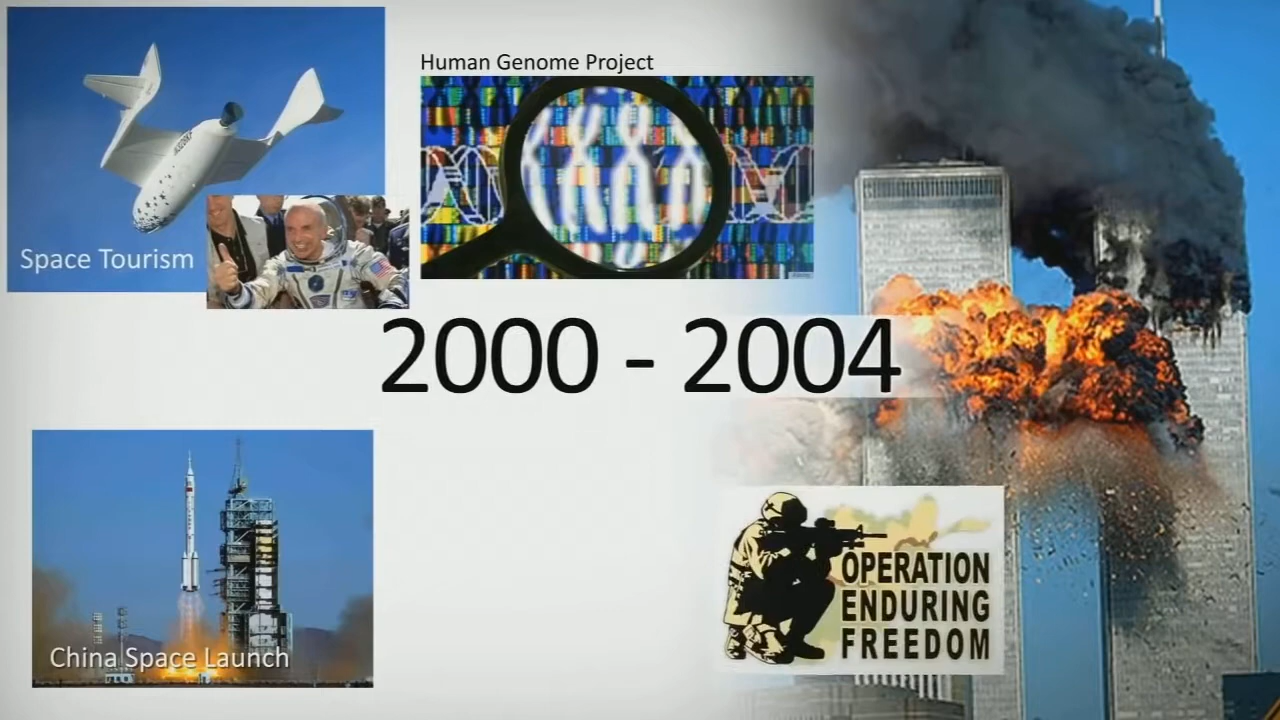 Human Genome Project
Space Tourism
2000 - 2004
OPERATION
ENDURING
FREEDOM
China Space Launch